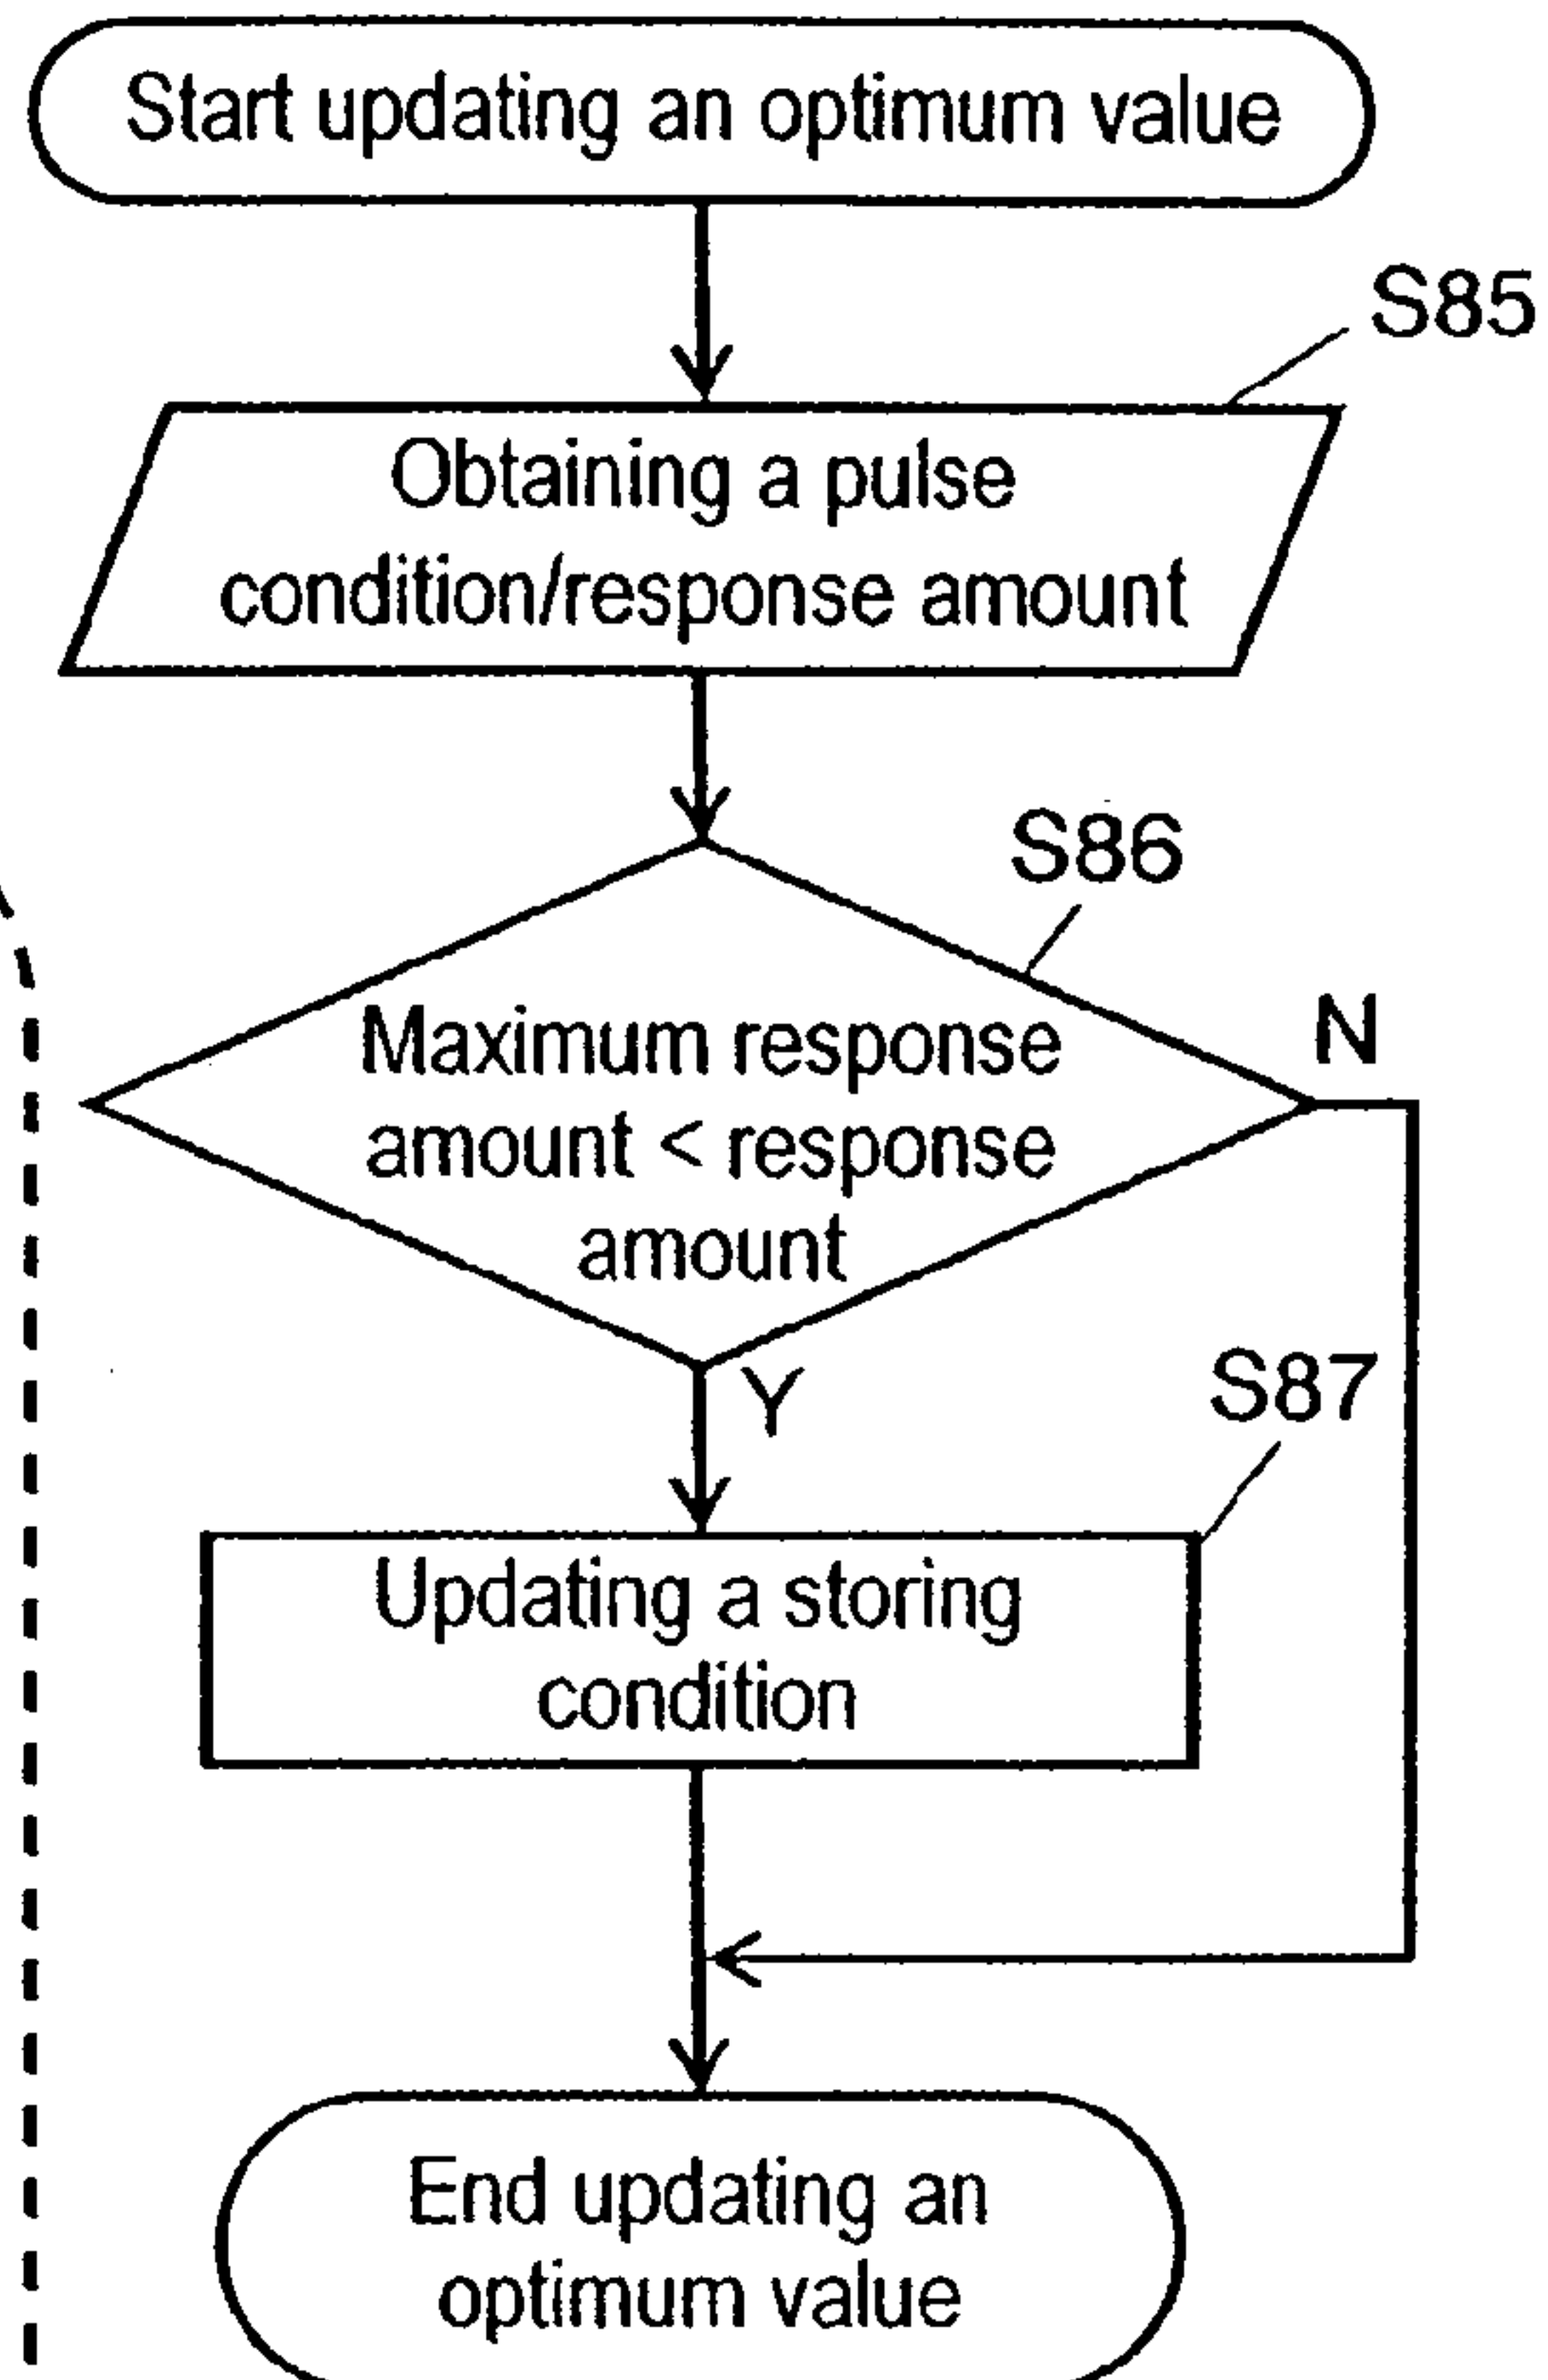 Start updating an optimum value
S85
Obtaining a pulse
condition/response amount
S86
Maximum response
amount < response
amount
N
Y
S87
Updating a storing
condition
End updating an
optimum value